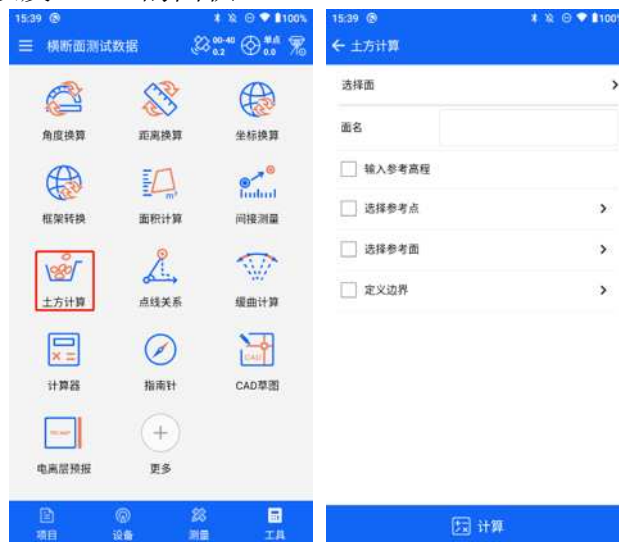 15:39 100%
横断面测试数据 00-40 0.2 单点 0.0
角度换算 距离换算 坐标换算
框架转换 面积计算 间接测量
土方计算 点线关系 缓曲计算
计算器 指南针 CAD草图
电离层预报 更多
项目 设备 测量 工具
15:39 100%
土方计算
选择面
面名
输入参考高程
选择参考点
选择参考面
定义边界
计算